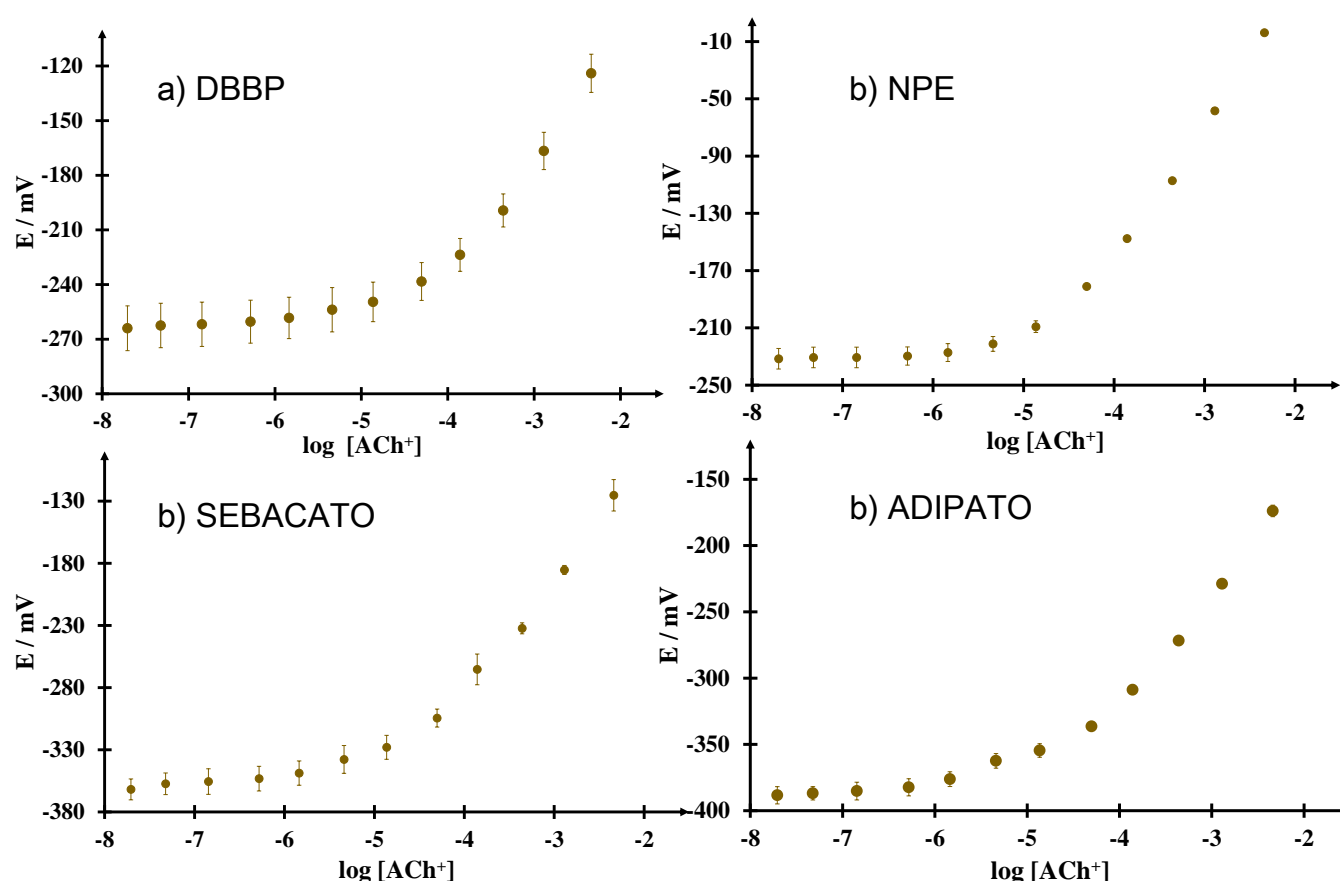 a) DBBP
E / mV
-120
-150
-180
-210
-240
-270
-300
-8 -7 -6 -5 -4 -3 -2
log [ACh⁺]
b) NPE
E / mV
-10
-50
-90
-130
-170
-210
-250
-8 -7 -6 -5 -4 -3 -2
log [ACh⁺]
b) SEBACATO
E / mV
-130
-180
-230
-280
-330
-380
-8 -7 -6 -5 -4 -3 -2
log [ACh⁺]
b) ADIPATO
E / mV
-150
-200
-250
-300
-350
-400
-8 -7 -6 -5 -4 -3 -2
log [ACh⁺]